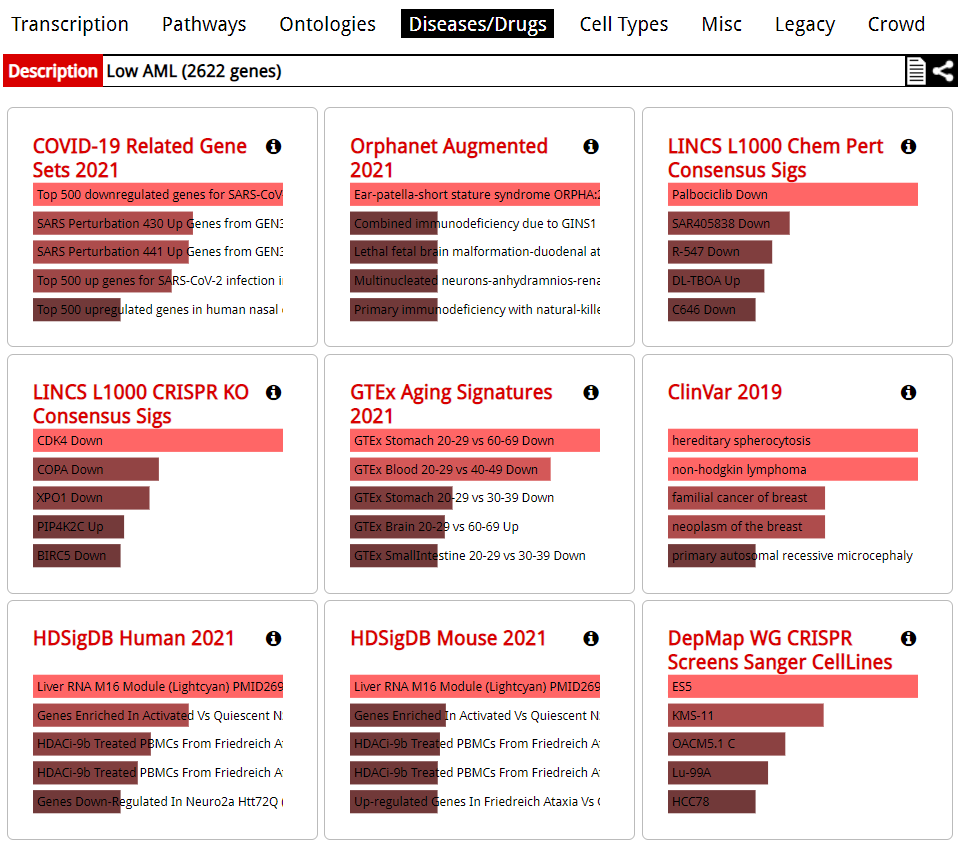 Transcription Pathways Ontologies Diseases/Drugs Cell Types Misc Legacy Crowd
Description Low AML (2622 genes)
COVID-19 Related Gene
Sets 2021
Top 500 downregulated genes for SARS-CoV
SARS Perturbation 430 Up Genes from GEN3
SARS Perturbation 441 Up Genes from GEN3
Top 500 up genes for SARS-CoV-2 infection i
Top 500 upregulated genes in human nasal
Orphanet Augmented
2021
Ear-patella-short stature syndrome ORPHA:2
Combined immunodeficiency due to GINS1
Lethal fetal brain malformation-duodenal at
Multinucleated neurons-anhydramnios-rena
Primary immunodeficiency with natural-kille
LINCS L1000 Chem Pert
Consensus Sigs
Palbociclib Down
SAR405838 Down
R-547 Down
DL-TBOA Up
C646 Down
LINCS L1000 CRISPR KO
Consensus Sigs
CDK4 Down
COPA Down
XPO1 Down
PIP4K2C Up
BIRC5 Down
GTEx Aging Signatures
2021
GTEx Stomach 20-29 vs 60-69 Down
GTEx Blood 20-29 vs 40-49 Down
GTEx Stomach 20-29 vs 30-39 Down
GTEx Brain 20-29 vs 60-69 Up
GTEx SmallIntestine 20-29 vs 30-39 Down
ClinVar 2019
hereditary spherocytosis
non-hodgkin lymphoma
familial cancer of breast
neoplasm of the breast
primary autosomal recessive microcephaly
HDSigDB Human 2021
Liver RNA M16 Module (Lightcyan) PMID269
Genes Enriched In Activated Vs Quiescent N
HDACi-9b Treated PBMCs From Friedreich A
HDACi-9b Treated PBMCs From Friedreich A
Genes Down-Regulated In Neuro2a Htt72Q (
HDSigDB Mouse 2021
Liver RNA M16 Module (Lightcyan) PMID269
Genes Enriched In Activated Vs Quiescent N
HDACi-9b Treated PBMCs From Friedreich A
HDACi-9b Treated PBMCs From Friedreich A
Up-regulated Genes In Friedreich Ataxia Vs C
DepMap WG CRISPR
Screens Sanger CellLines
ES5
KMS-11
OACM5.1 C
Lu-99A
HCC78